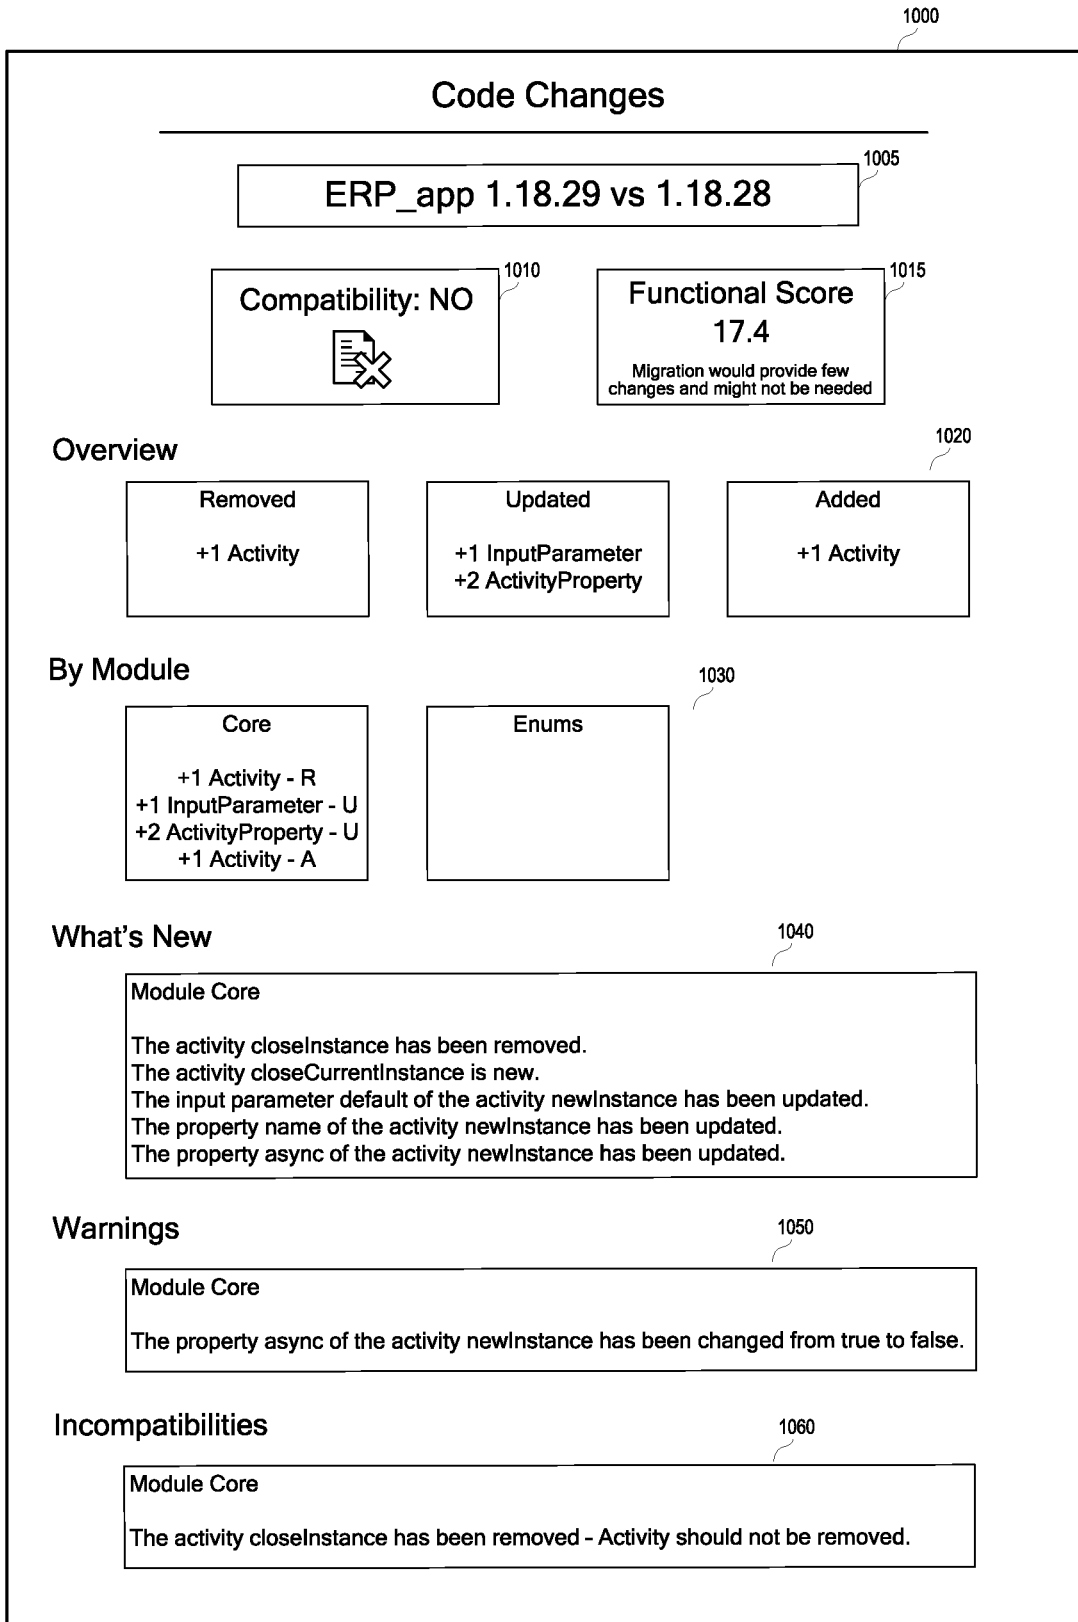 1000
Code Changes
1005
ERP_app 1.18.29 vs 1.18.28
1010
Compatibility: NO
1015
Functional Score
17.4
Migration would provide few
changes and might not be needed
Overview
1020
Removed
+1 Activity
Updated
+1 InputParameter
+2 ActivityProperty
Added
+1 Activity
By Module
1030
Core
+1 Activity - R
+1 InputParameter - U
+2 ActivityProperty - U
+1 Activity - A
Enums
What's New
1040
Module Core
The activity closeInstance has been removed.
The activity closeCurrentInstance is new.
The input parameter default of the activity newInstance has been updated.
The property name of the activity newInstance has been updated.
The property async of the activity newInstance has been updated.
Warnings
1050
Module Core
The property async of the activity newInstance has been changed from true to false.
Incompatibilities
1060
Module Core
The activity closeInstance has been removed – Activity should not be removed.